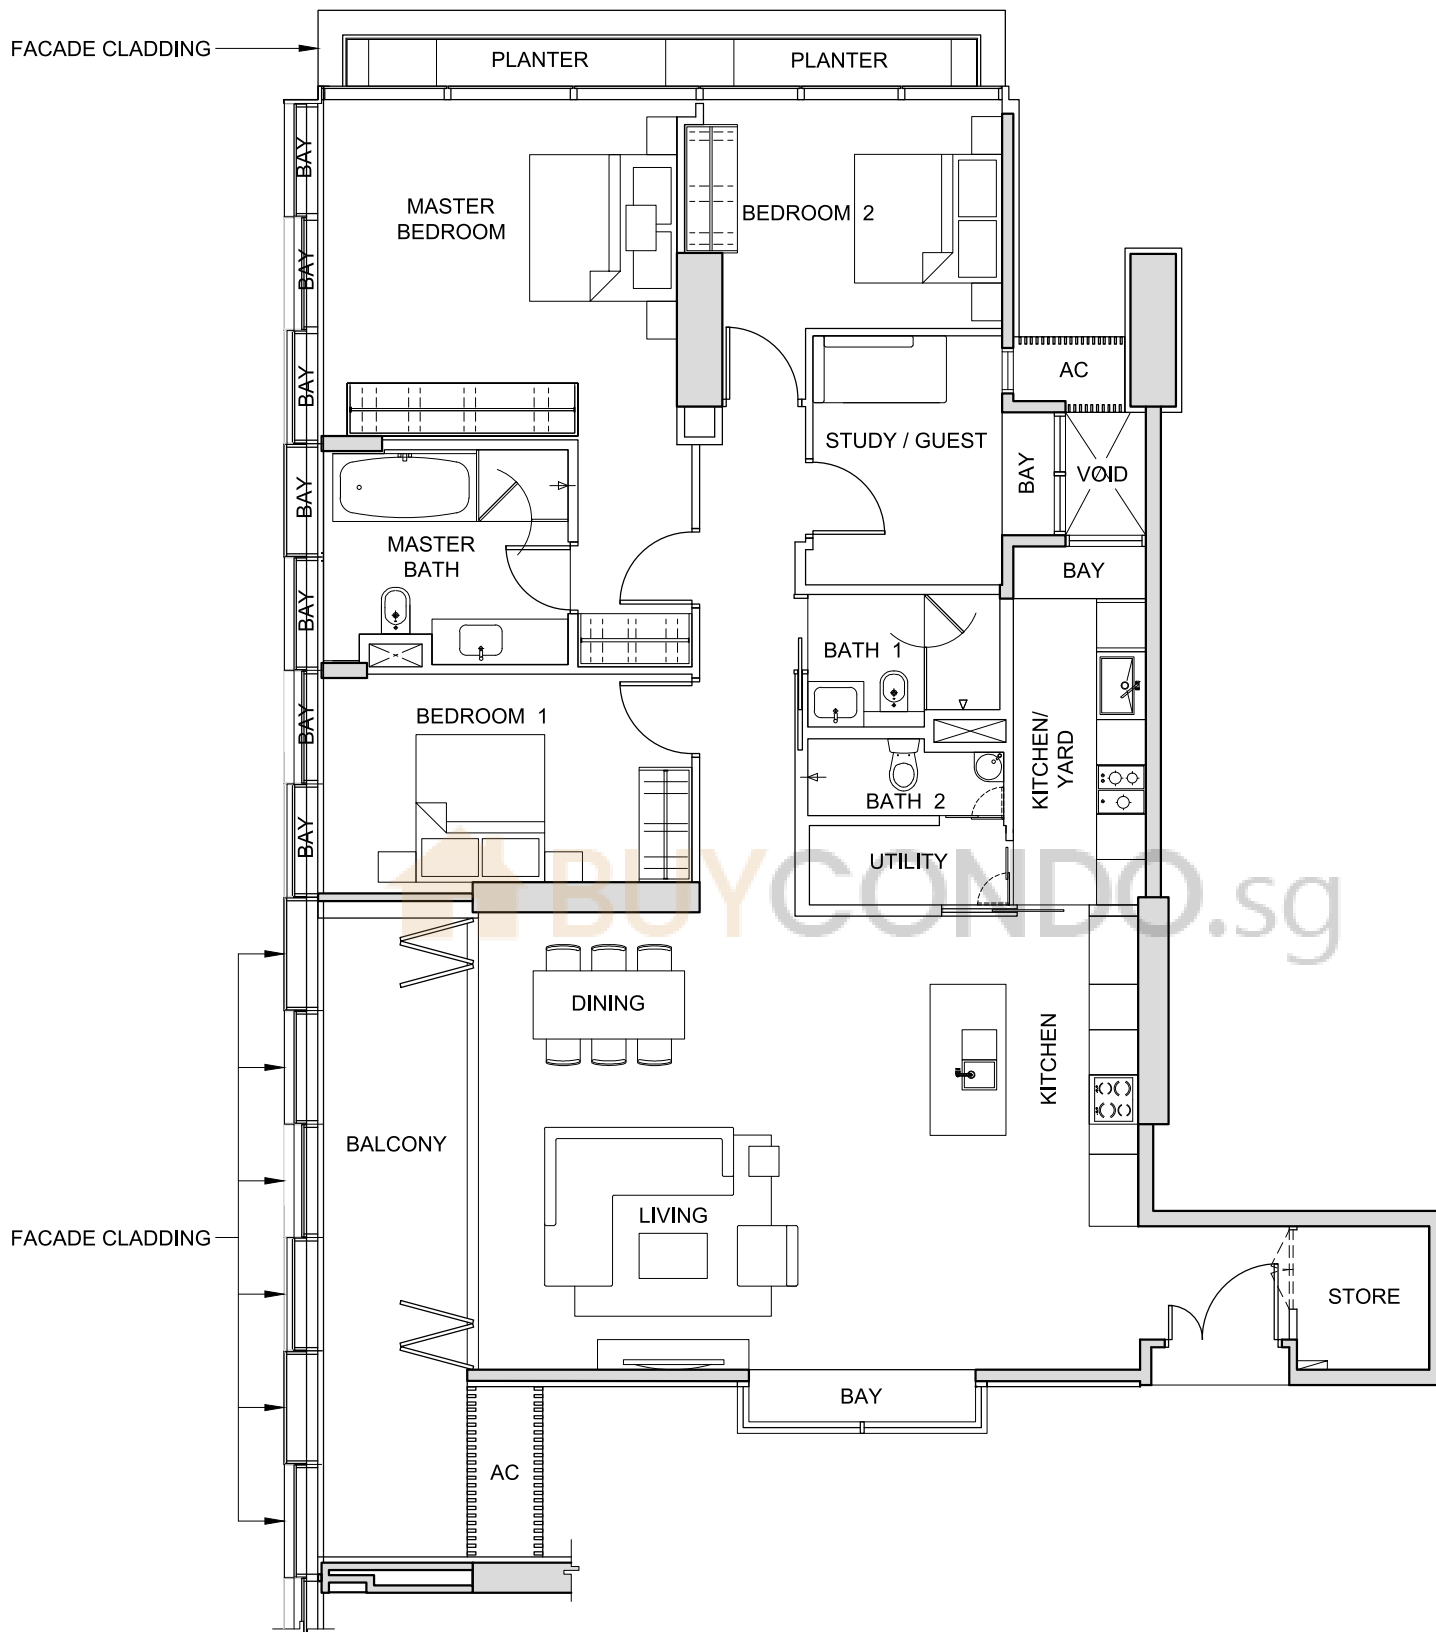 FACADE CLADDING
PLANTER
PLANTER
BAY
BAY
BAY
BAY
BAY
BAY
BAY
MASTER
BEDROOM
BEDROOM 2
AC
STUDY / GUEST
BAY
VOID
BAY
MASTER
BATH
BATH 1
BEDROOM 1
KITCHEN/
YARD
BATH 2
UTILITY
BUYCONDO.sg
DINING
KITCHEN
BALCONY
LIVING
FACADE CLADDING
STORE
BAY
AC